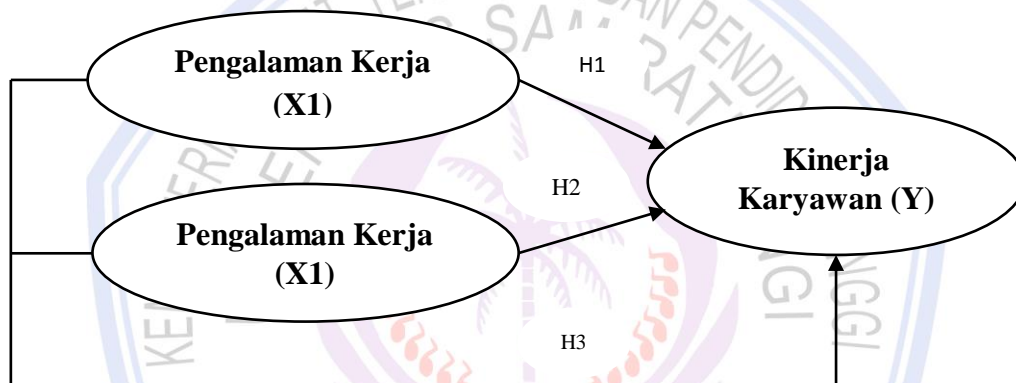 Pengalaman Kerja
(X1)
H1
Kinerja
Karyawan (Y)
H2
Pengalaman Kerja
(X1)
H3